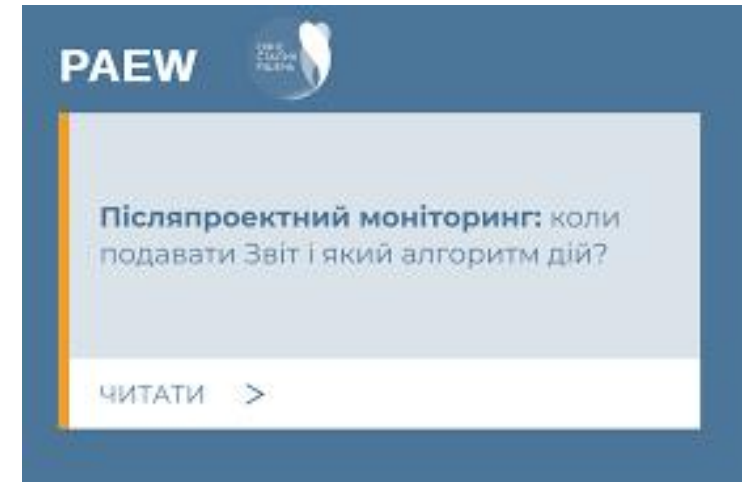 PAEW
Післяпроектний моніторинг: коли
подавати Звіт і який алгоритм дій?
ЧИТАТИ >